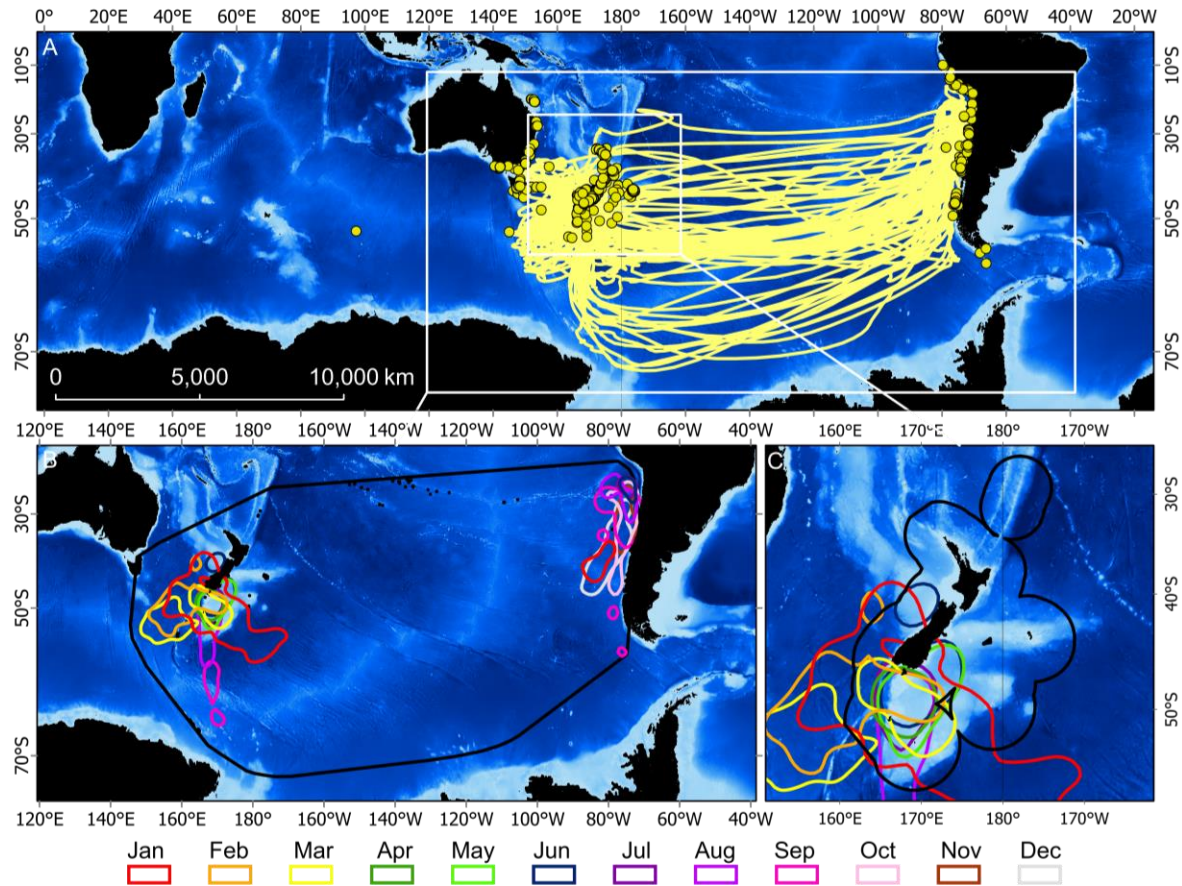 0° 20°E 40°E 60°E 80°E 100°E 120°E 140°E 160°E 180° 160°W 140°W 120°W 100°W 80°W 60°W 40°W 20°W
A
10°S 10°S
30°S 30°S
50°S 50°S
70°S 70°S
0 5,000 10,000 km
120°E 140°E 160°E 180° 160°W 140°W 120°W 100°W 80°W 60°W 40°W 160°E 170°E 180° 170°W
B C
30°S 30°S
40°S
50°S 50°S
70°S
120°E 140°E 160°E 180° 160°W 140°W 120°W 100°W 80°W 60°W 40°W 160°E 170°E 180° 170°W
Jan Feb Mar Apr May Jun Jul Aug Sep Oct Nov Dec